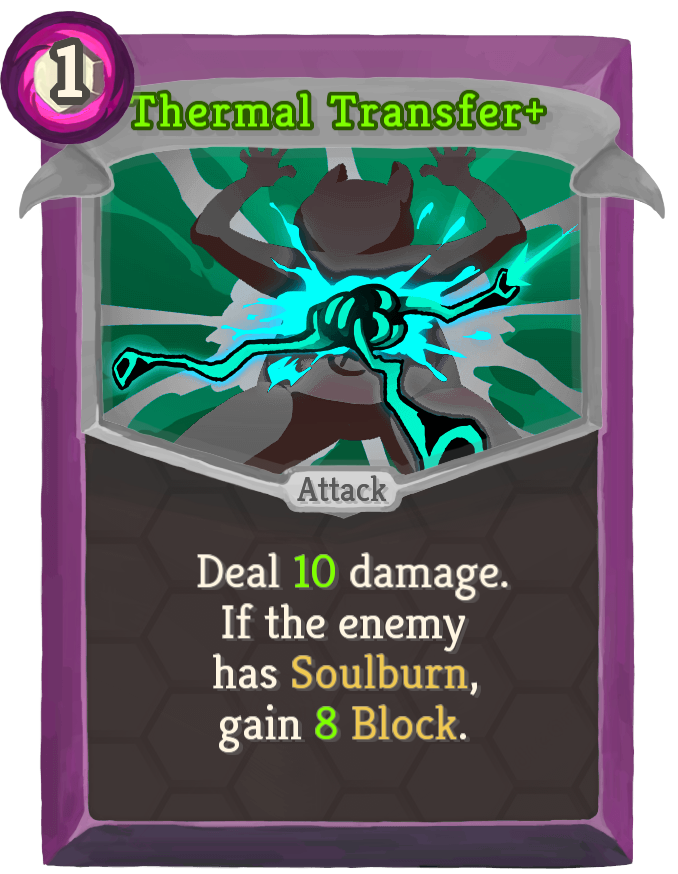 1
Thermal Transfer+
Attack
Deal 10 damage.
If the enemy
has Soulburn,
gain 8 Block.